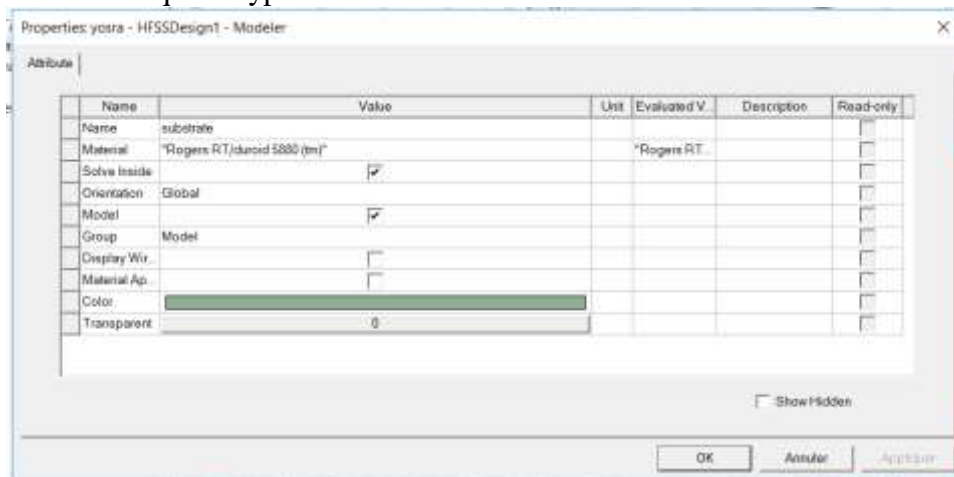 Properties: yosra - HFSSDesign1 - Modeler
Attribute
Name Value Unit Evaluated V... Description Read-only
Name substrate
Material "Rogers RT/duroid 5880 (tm)" "Rogers RT...
Solve Inside
Orientation Global
Model
Group Model
Display Wir...
Material Ap...
Color
Transparent 0
Show Hidden
OK Annuler Appliquer